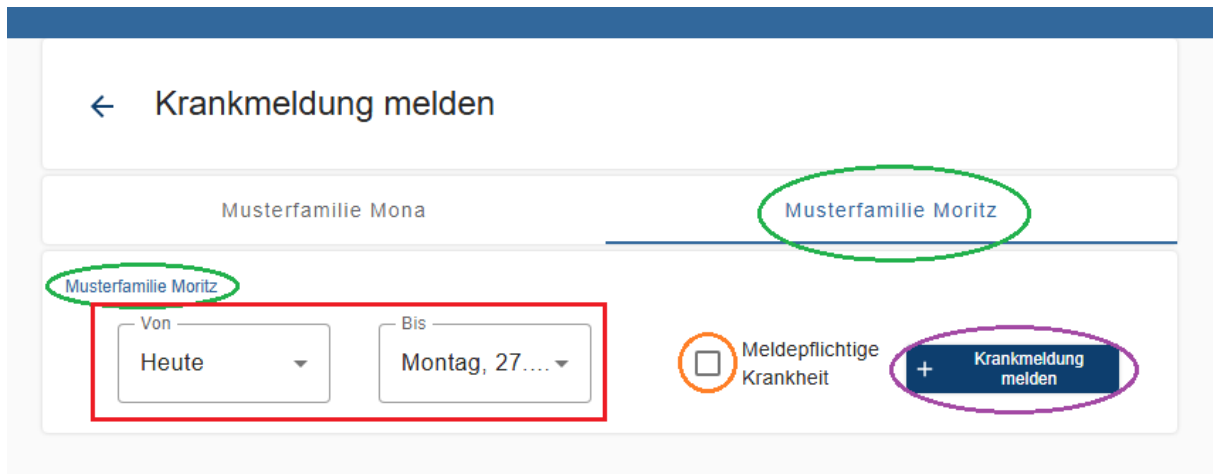 Krankmeldung melden
Musterfamilie Mona
Musterfamilie Moritz
Musterfamilie Moritz
Von
Heute
Bis
Montag, 27....
Meldepflichtige
Krankheit
+ Krankmeldung
melden